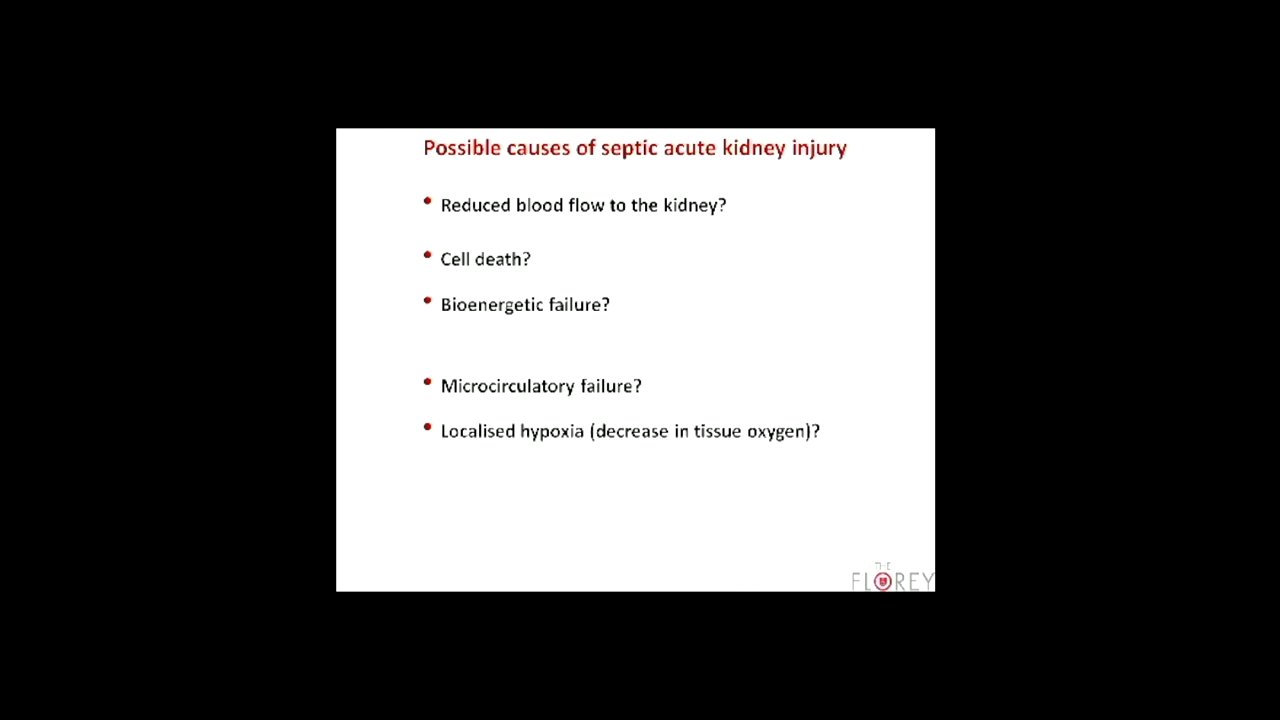 Possible causes of septic acute kidney injury
• Reduced blood flow to the kidney?
• Cell death?
• Bioenergetic failure?
• Microcirculatory failure?
• Localised hypoxia (decrease in tissue oxygen)?
THE
FLOREY